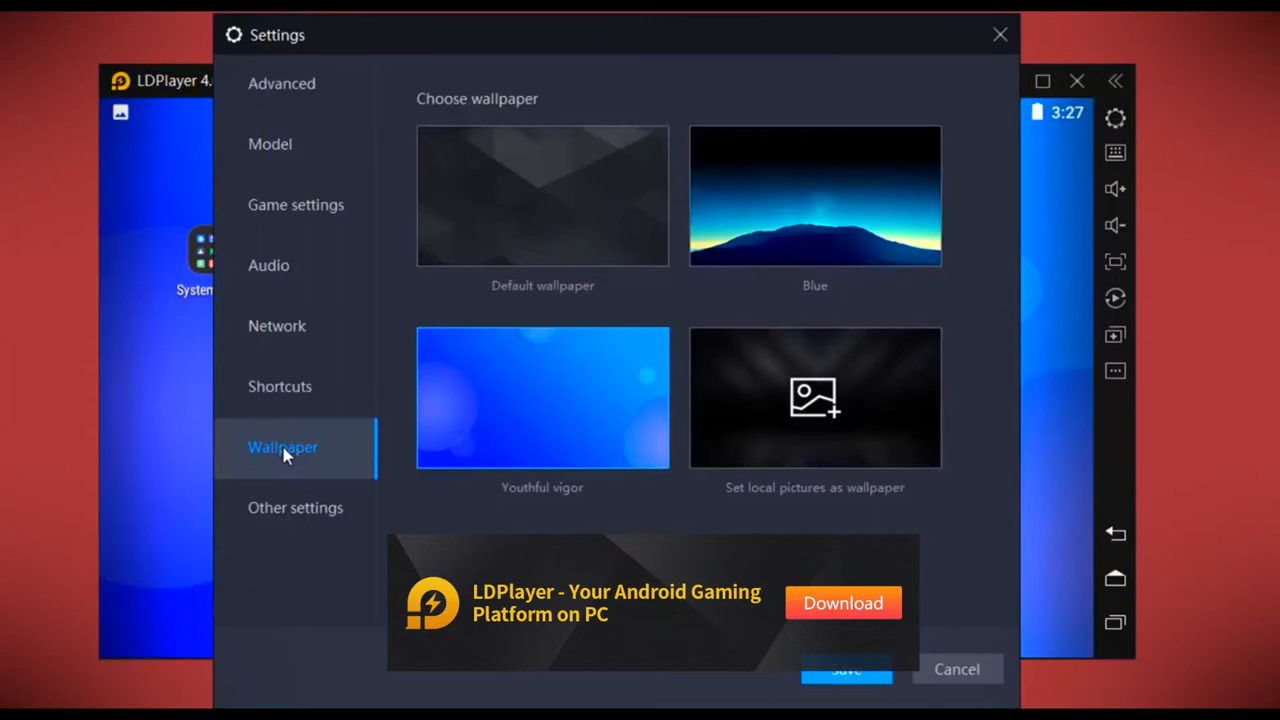 Settings
LDPlayer 4.
3:27
Advanced
Model
Game settings
Audio
Network
Shortcuts
Wallpaper
Other settings
Choose wallpaper
Default wallpaper
Blue
Youthful vigor
Set local pictures as wallpaper
System
LDPlayer - Your Android Gaming
Platform on PC
Download
Save
Cancel